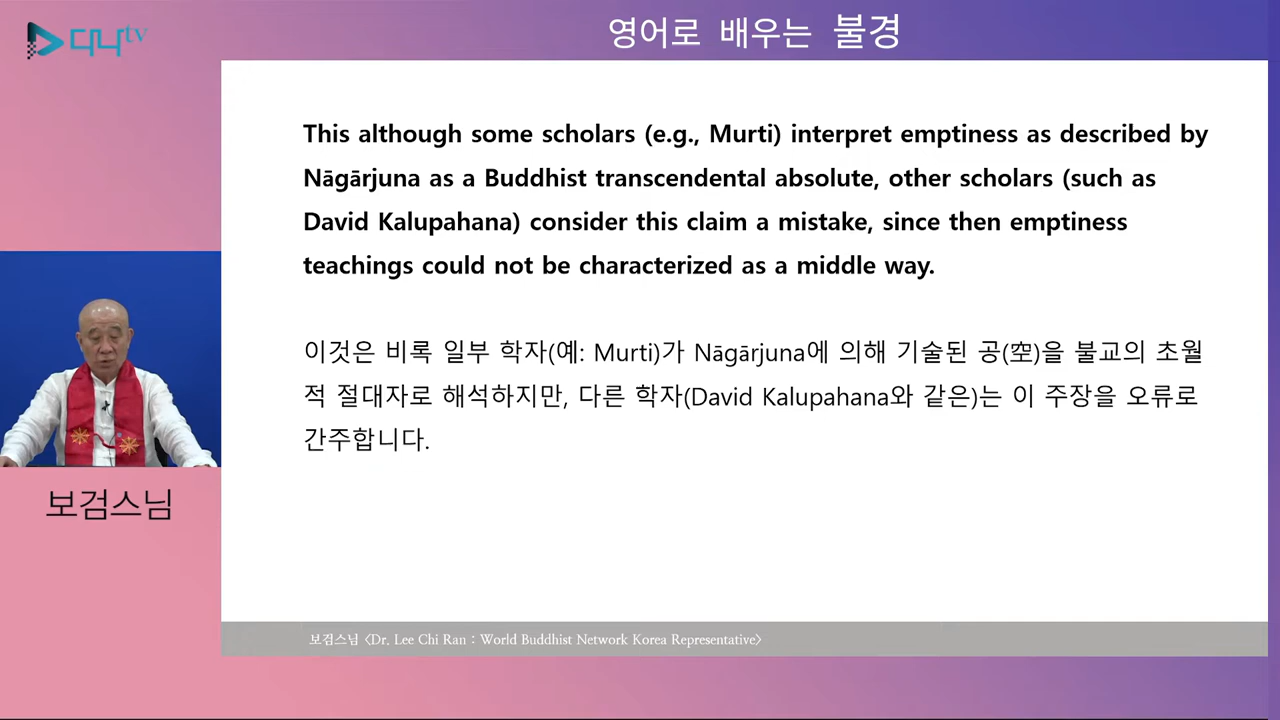 다나tv
영어로 배우는 불경
This although some scholars (e.g., Murti) interpret emptiness as described by
Nāgārjuna as a Buddhist transcendental absolute, other scholars (such as
David Kalupahana) consider this claim a mistake, since then emptiness
teachings could not be characterized as a middle way.
이것은 비록 일부 학자(예: Murti)가 Nāgārjuna에 의해 기술된 공(空)을 불교의 초월
적 절대자로 해석하지만, 다른 학자(David Kalupahana와 같은)는 이 주장을 오류로
간주합니다.
보검스님
보검스님 <Dr. Lee Chi Ran : World Buddhist Network Korea Representative>